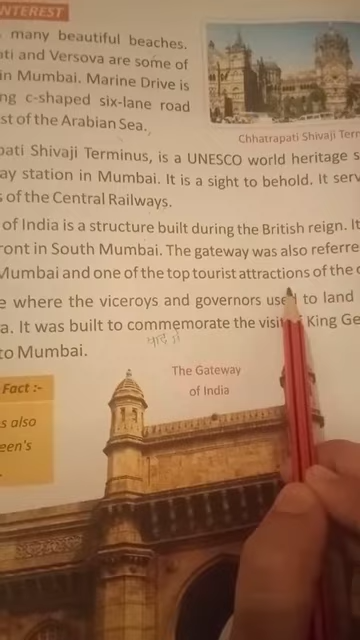 NTEREST
many beautiful beaches.
ati and Versova are some of
in Mumbai. Marine Drive is
ng c-shaped six-lane road
st of the Arabian Sea.
Chhatrapati Shivaji Term
pati Shivaji Terminus, is a UNESCO world heritage s
ay station in Mumbai. It is a sight to behold. It serv
s of the Central Railways.
of India is a structure built during the British reign. It
ront in South Mumbai. The gateway was also referre
Mumbai and one of the top tourist attractions of the c
e where the viceroys and governors used to land
a. It was built to commemorate the visit King Ge
to Mumbai.
The Gateway
of India
Fact :-
s also
een's